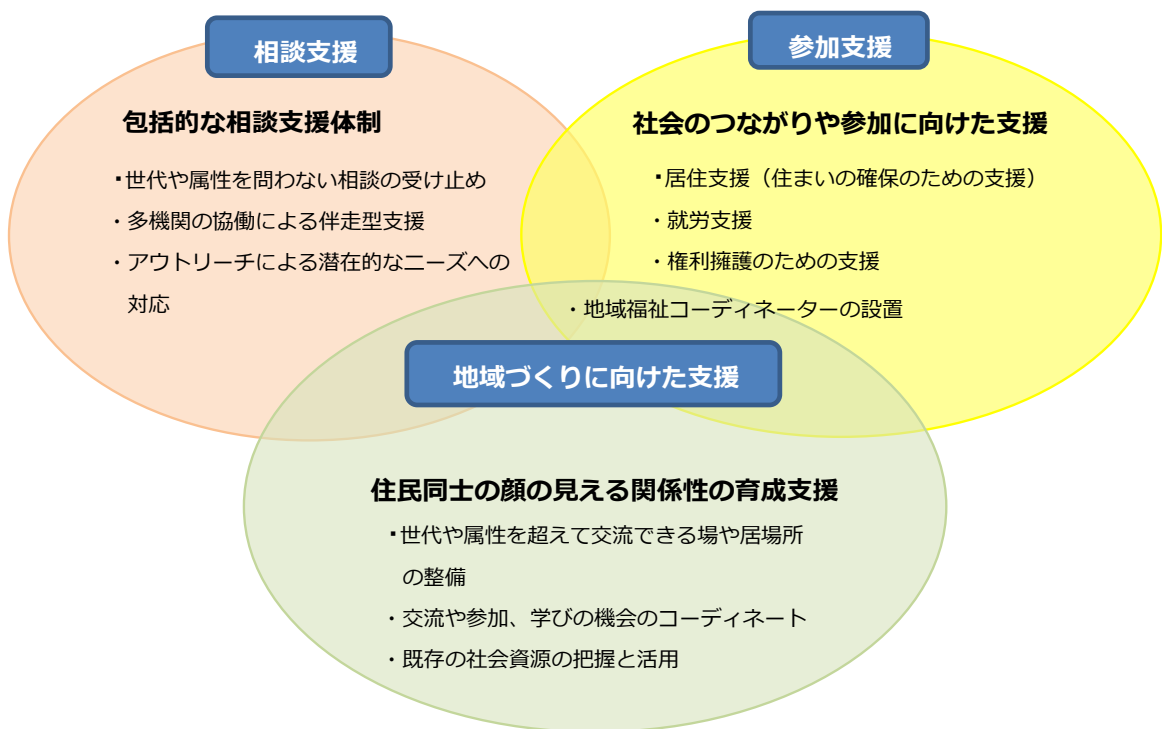 相談支援
包括的な相談支援体制
・世代や属性を問わない相談の受け止め
・多機関の協働による伴走型支援
・アウトリーチによる潜在的なニーズへの
対応
参加支援
社会のつながりや参加に向けた支援
・居住支援（住まいの確保のための支援）
・就労支援
・権利擁護のための支援
・地域福祉コーディネーターの設置
地域づくりに向けた支援
住民同士の顔の見える関係性の育成支援
・世代や属性を超えて交流できる場や居場所
の整備
・交流や参加、学びの機会のコーディネート
・既存の社会資源の把握と活用